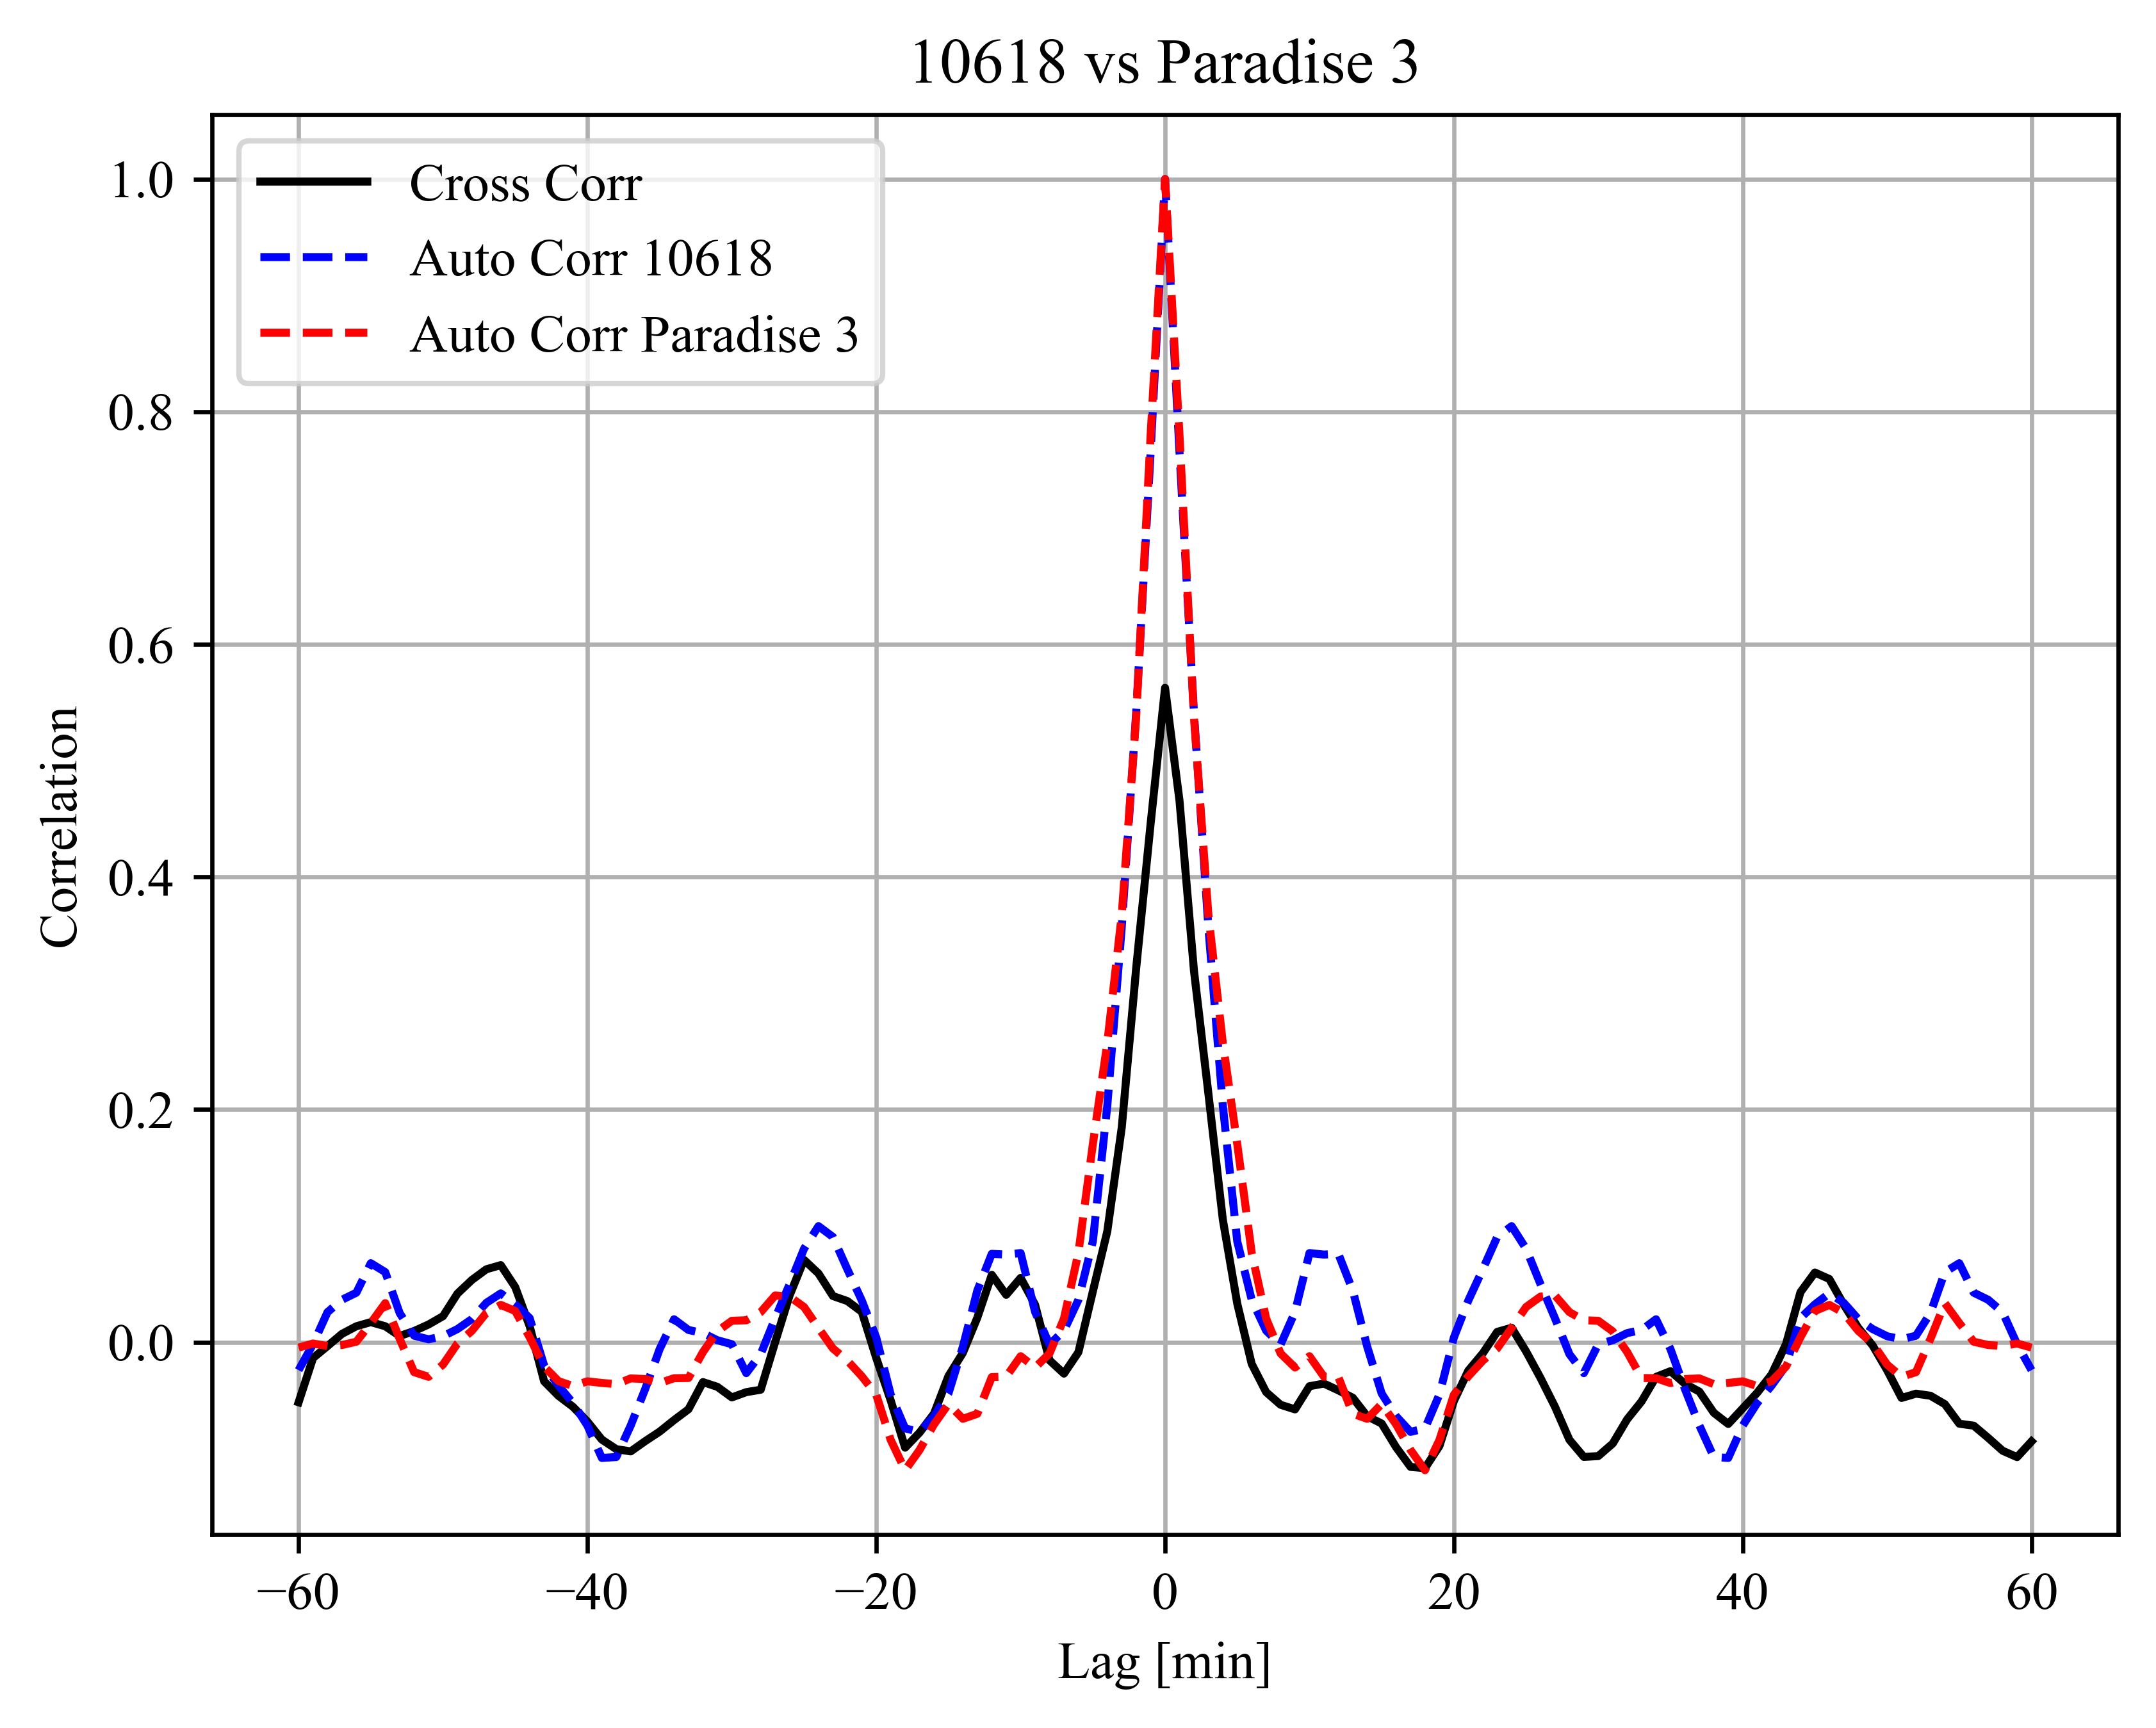 10618 vs Paradise 3
Cross Corr
Auto Corr 10618
Auto Corr Paradise 3
1.0
0.8
0.6
0.4
0.2
0.0
Correlation
−60 −40 −20 0 20 40 60
Lag [min]